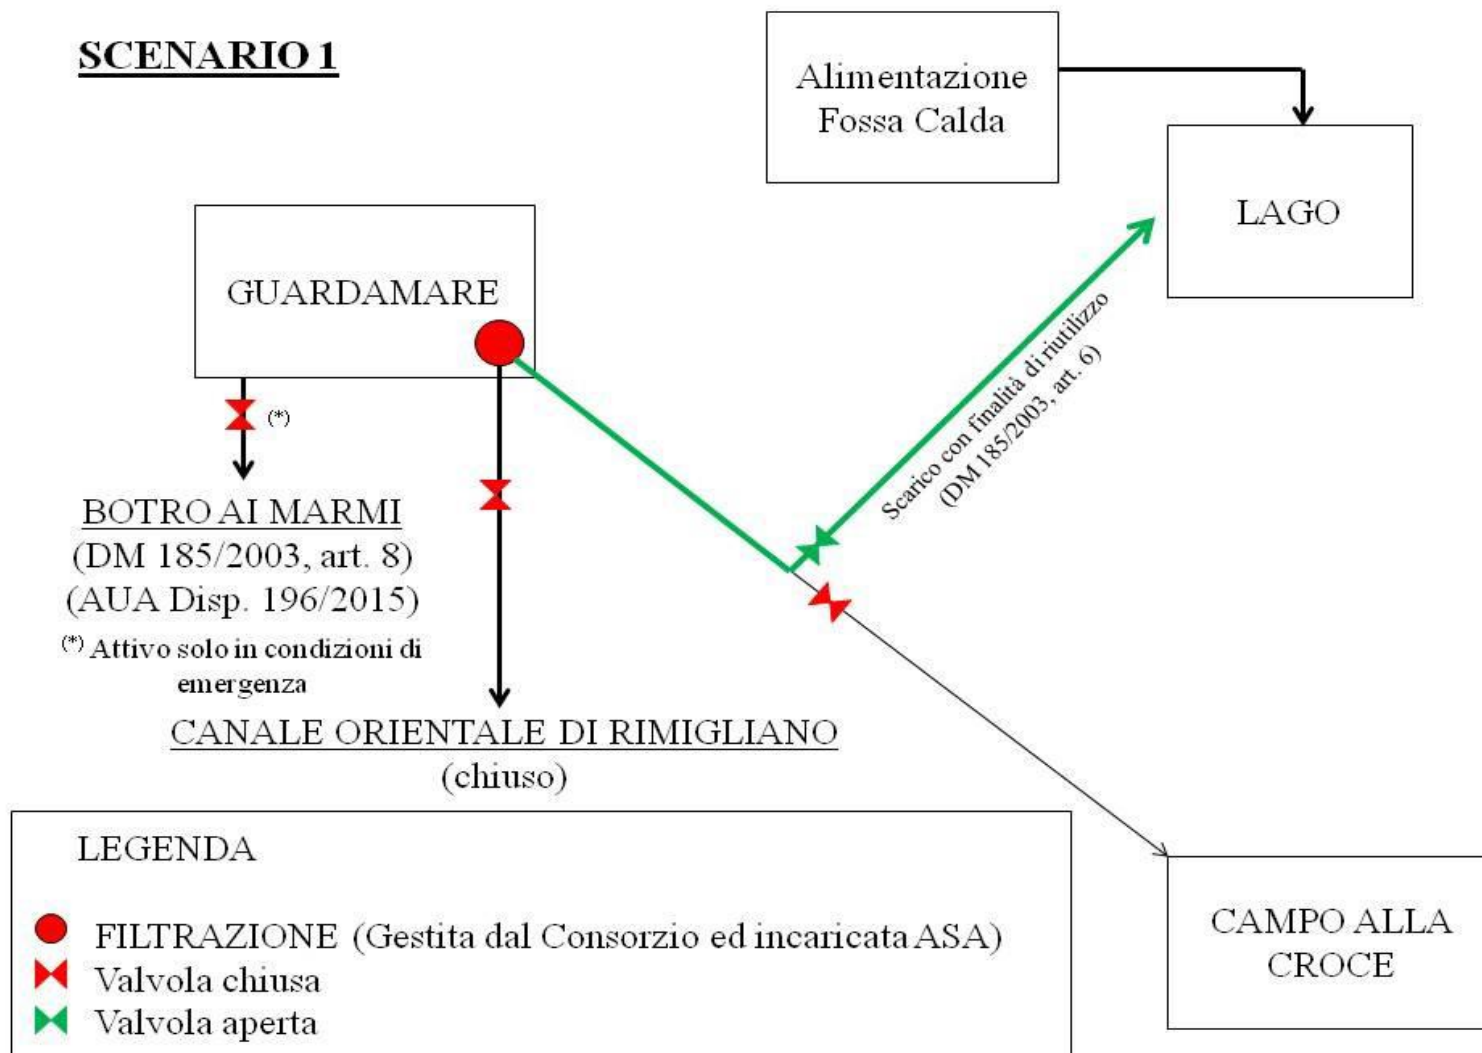 SCENARIO 1
Alimentazione
Fossa Calda
LAGO
GUARDAMARE
Scarico con finalità di riutilizzo
(DM 185/2003, art. 6)
(*)
BOTRO AI MARMI
(DM 185/2003, art. 8)
(AUA Disp. 196/2015)
(*) Attivo solo in condizioni di
emergenza
CANALE ORIENTALE DI RIMIGLIANO
(chiuso)
LEGENDA
FILTRAZIONE (Gestita dal Consorzio ed incaricata ASA)
Valvola chiusa
Valvola aperta
CAMPO ALLA
CROCE